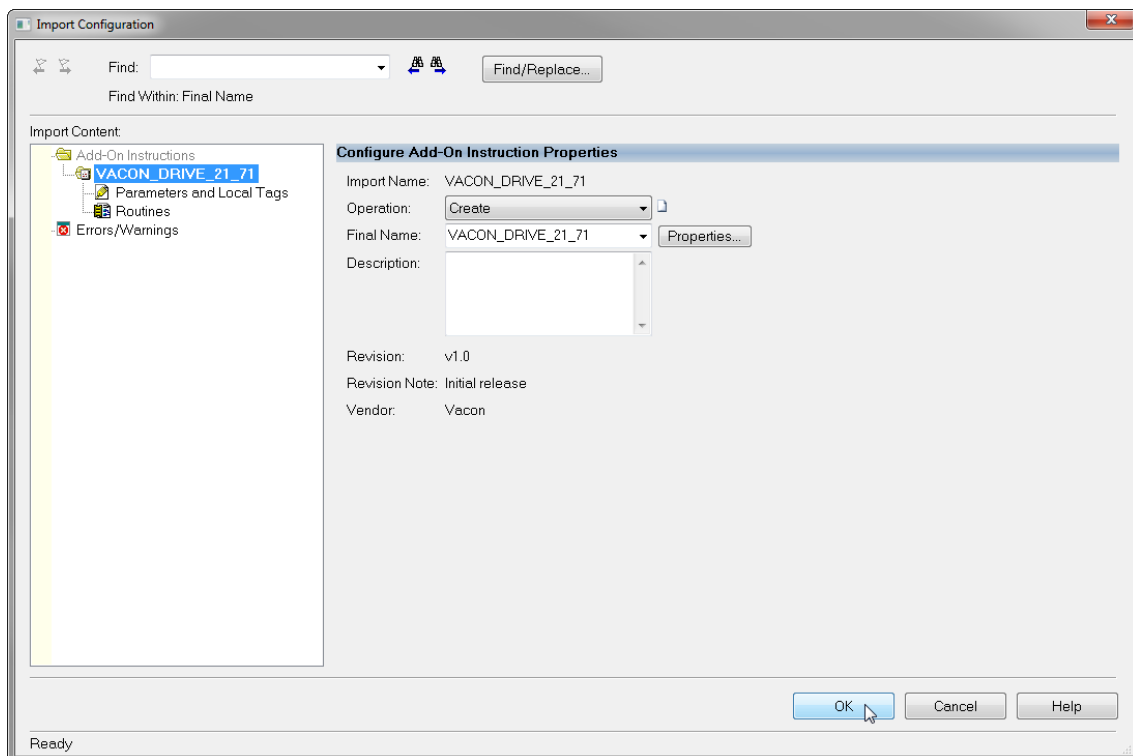 Import Configuration
Find:
Find/Replace...
Find Within: Final Name
Import Content:
Add-On Instructions
VACON_DRIVE_21_71
Parameters and Local Tags
Routines
Errors/Warnings
Configure Add-On Instruction Properties
Import Name: VACON_DRIVE_21_71
Operation: Create
Final Name: VACON_DRIVE_21_71 Properties...
Description:
Revision: v1.0
Revision Note: Initial release
Vendor: Vacon
OK Cancel Help
Ready